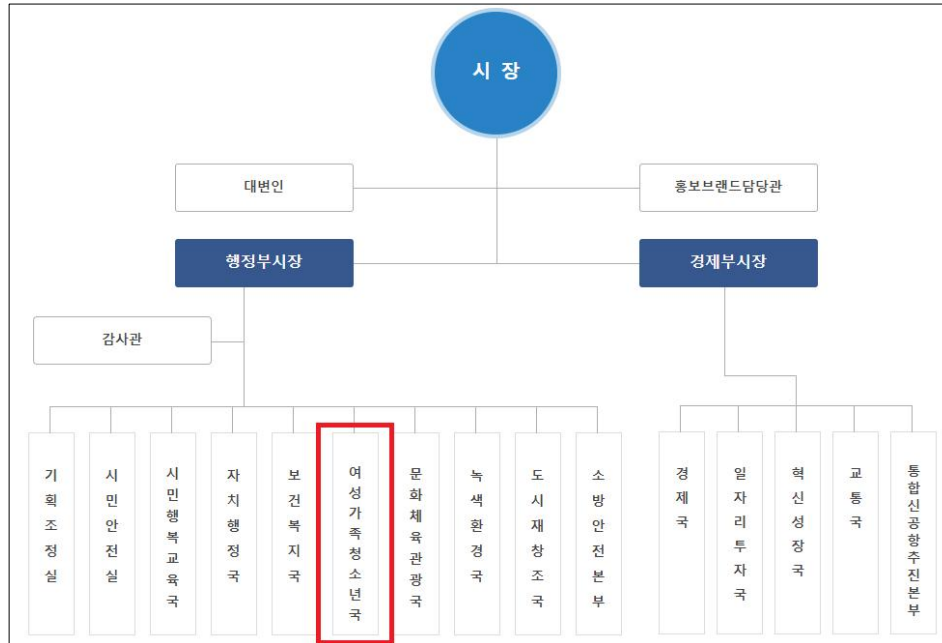 시 장
대변인
홍보브랜드담당관
행정부시장
경제부시장
감사관
기획조정실
시민안전실
시민행복교육국
자치행정국
보건복지국
여성가족청소년국
문화체육관광국
녹색환경국
도시재창조국
소방안전본부
경제국
일자리투자국
혁신성장국
교통국
통합신공항추진본부